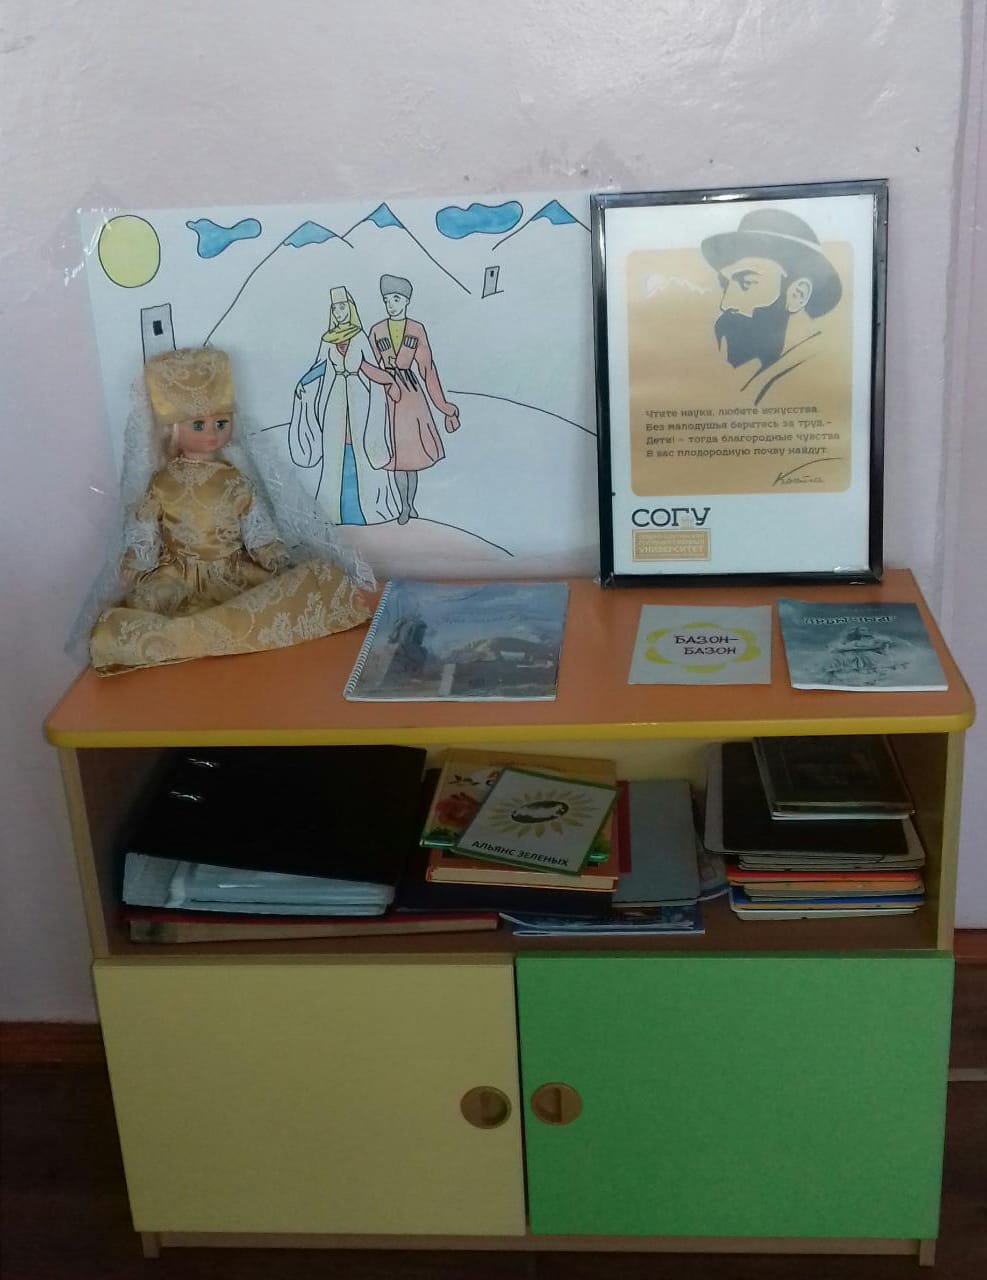 Чтите науки, любите искусства.
Без малодушья беритесь за труд.–
Дети! – тогда благородные чувства
В вас плодородную почву найдут.
СОГУ
УНИВЕРСИТЕТ
БАЗОН-
БАЗОН
АЛЬЯНС ЗЕЛЕНЫХ